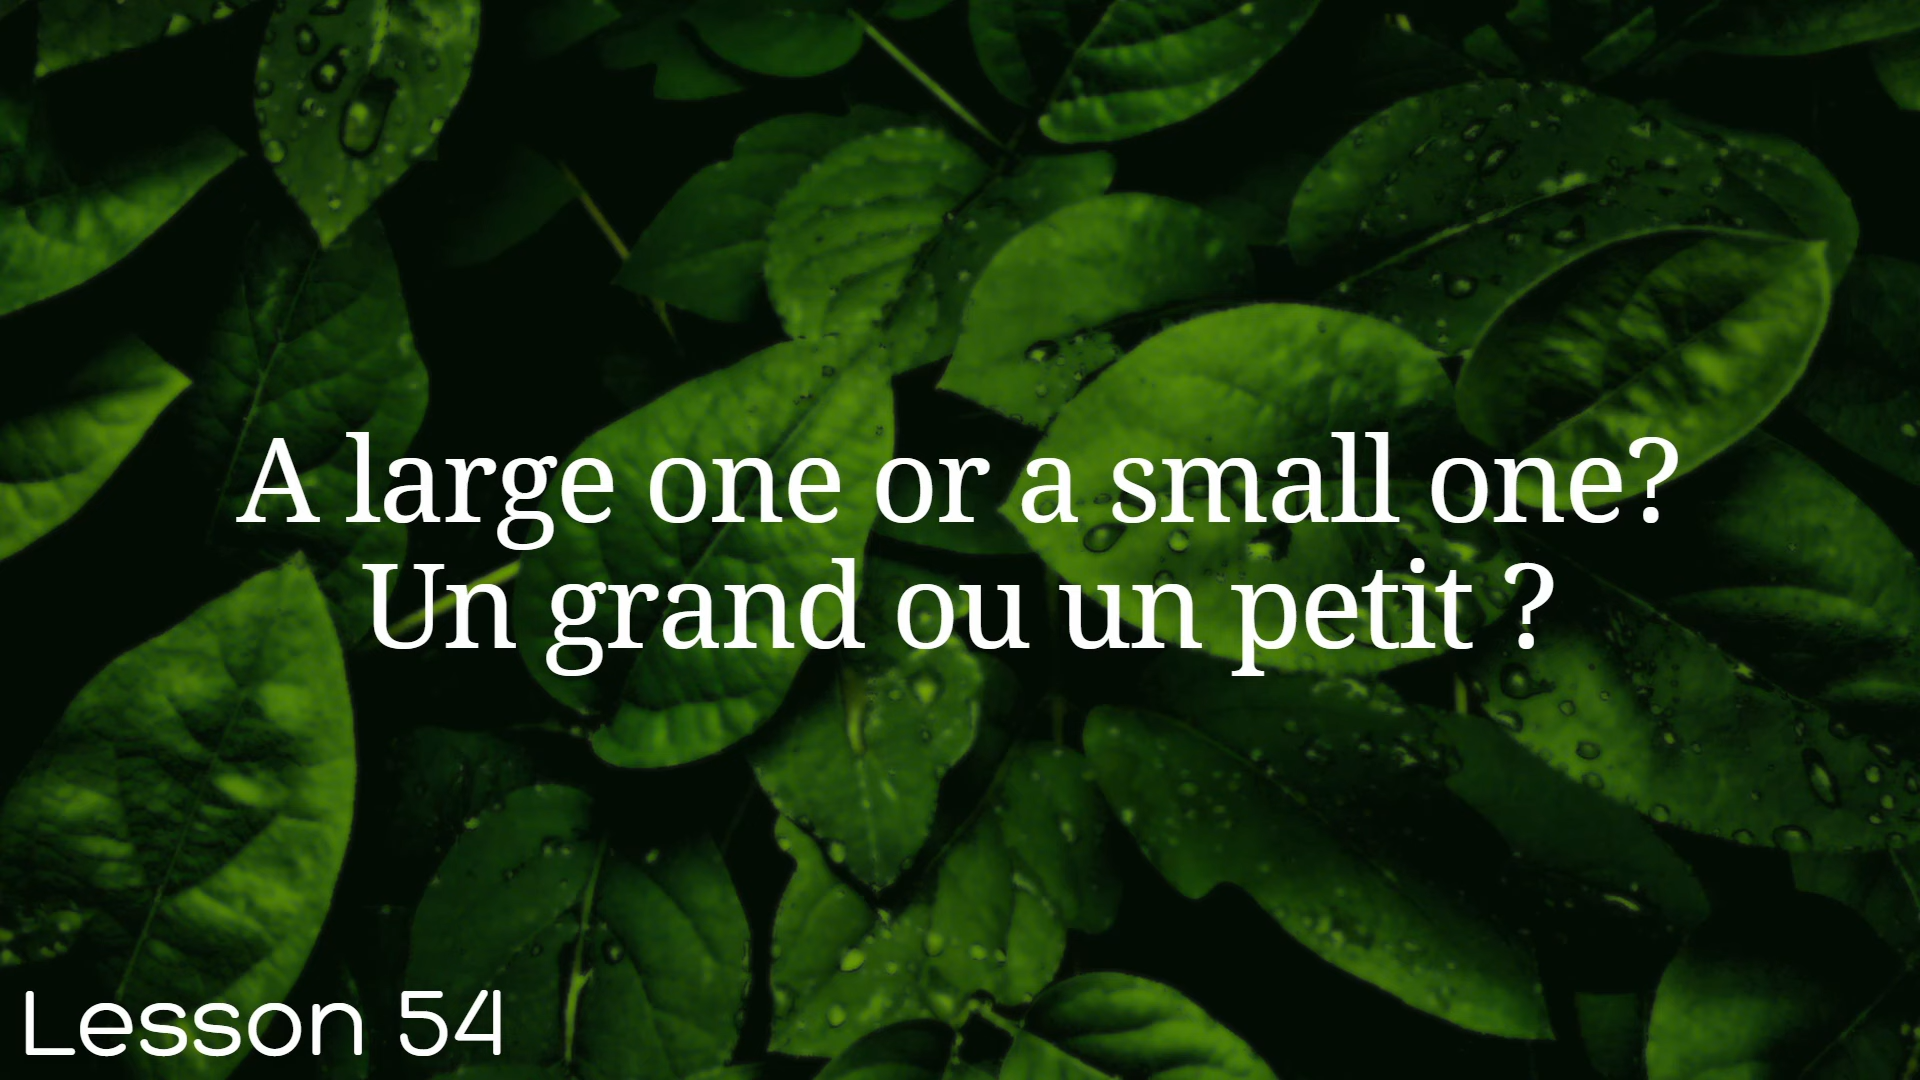 A large one or a small one?
Un grand ou un petit ?
Lesson 54